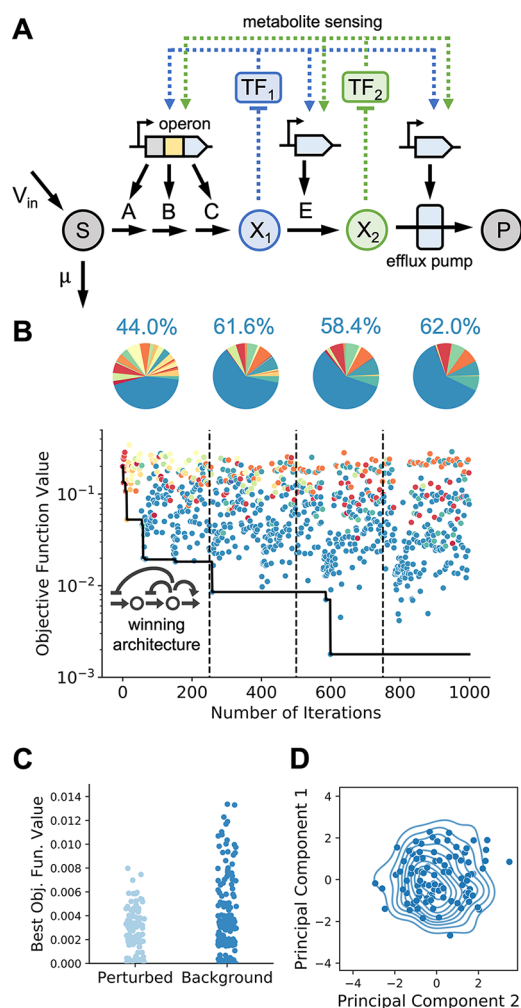 A
metabolite sensing
TF1
TF2
operon
Vin
A
B
C
E
S
X1
X2
P
efflux pump
μ
B
44.0%
61.6%
58.4%
62.0%
Objective Function Value
10⁻¹
10⁻²
10⁻³
winning
architecture
0
200
400
600
800
1000
Number of Iterations
C
Best Obj. Fun. Value
0.014
0.012
0.010
0.008
0.006
0.004
0.002
0.000
Perturbed
Background
D
Principal Component 1
4
2
0
−2
−4
−4
−2
0
2
4
Principal Component 2